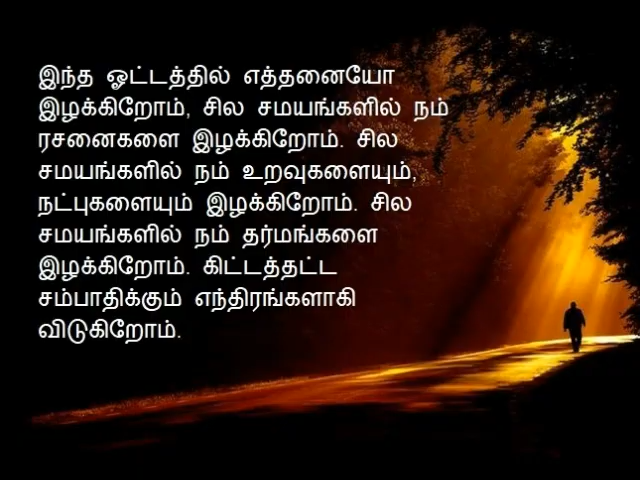 இந்த ஓட்டத்தில் எத்தனையோ
இழக்கிறோம், சில சமயங்களில் நம்
ரசனைகளை இழக்கிறோம். சில
சமயங்களில் நம் உறவுகளையும்,
நட்புகளையும் இழக்கிறோம். சில
சமயங்களில் நம் தர்மங்களை
இழக்கிறோம். கிட்டத்தட்ட
சம்பாதிக்கும் எந்திரங்களாகி
விடுகிறோம்.